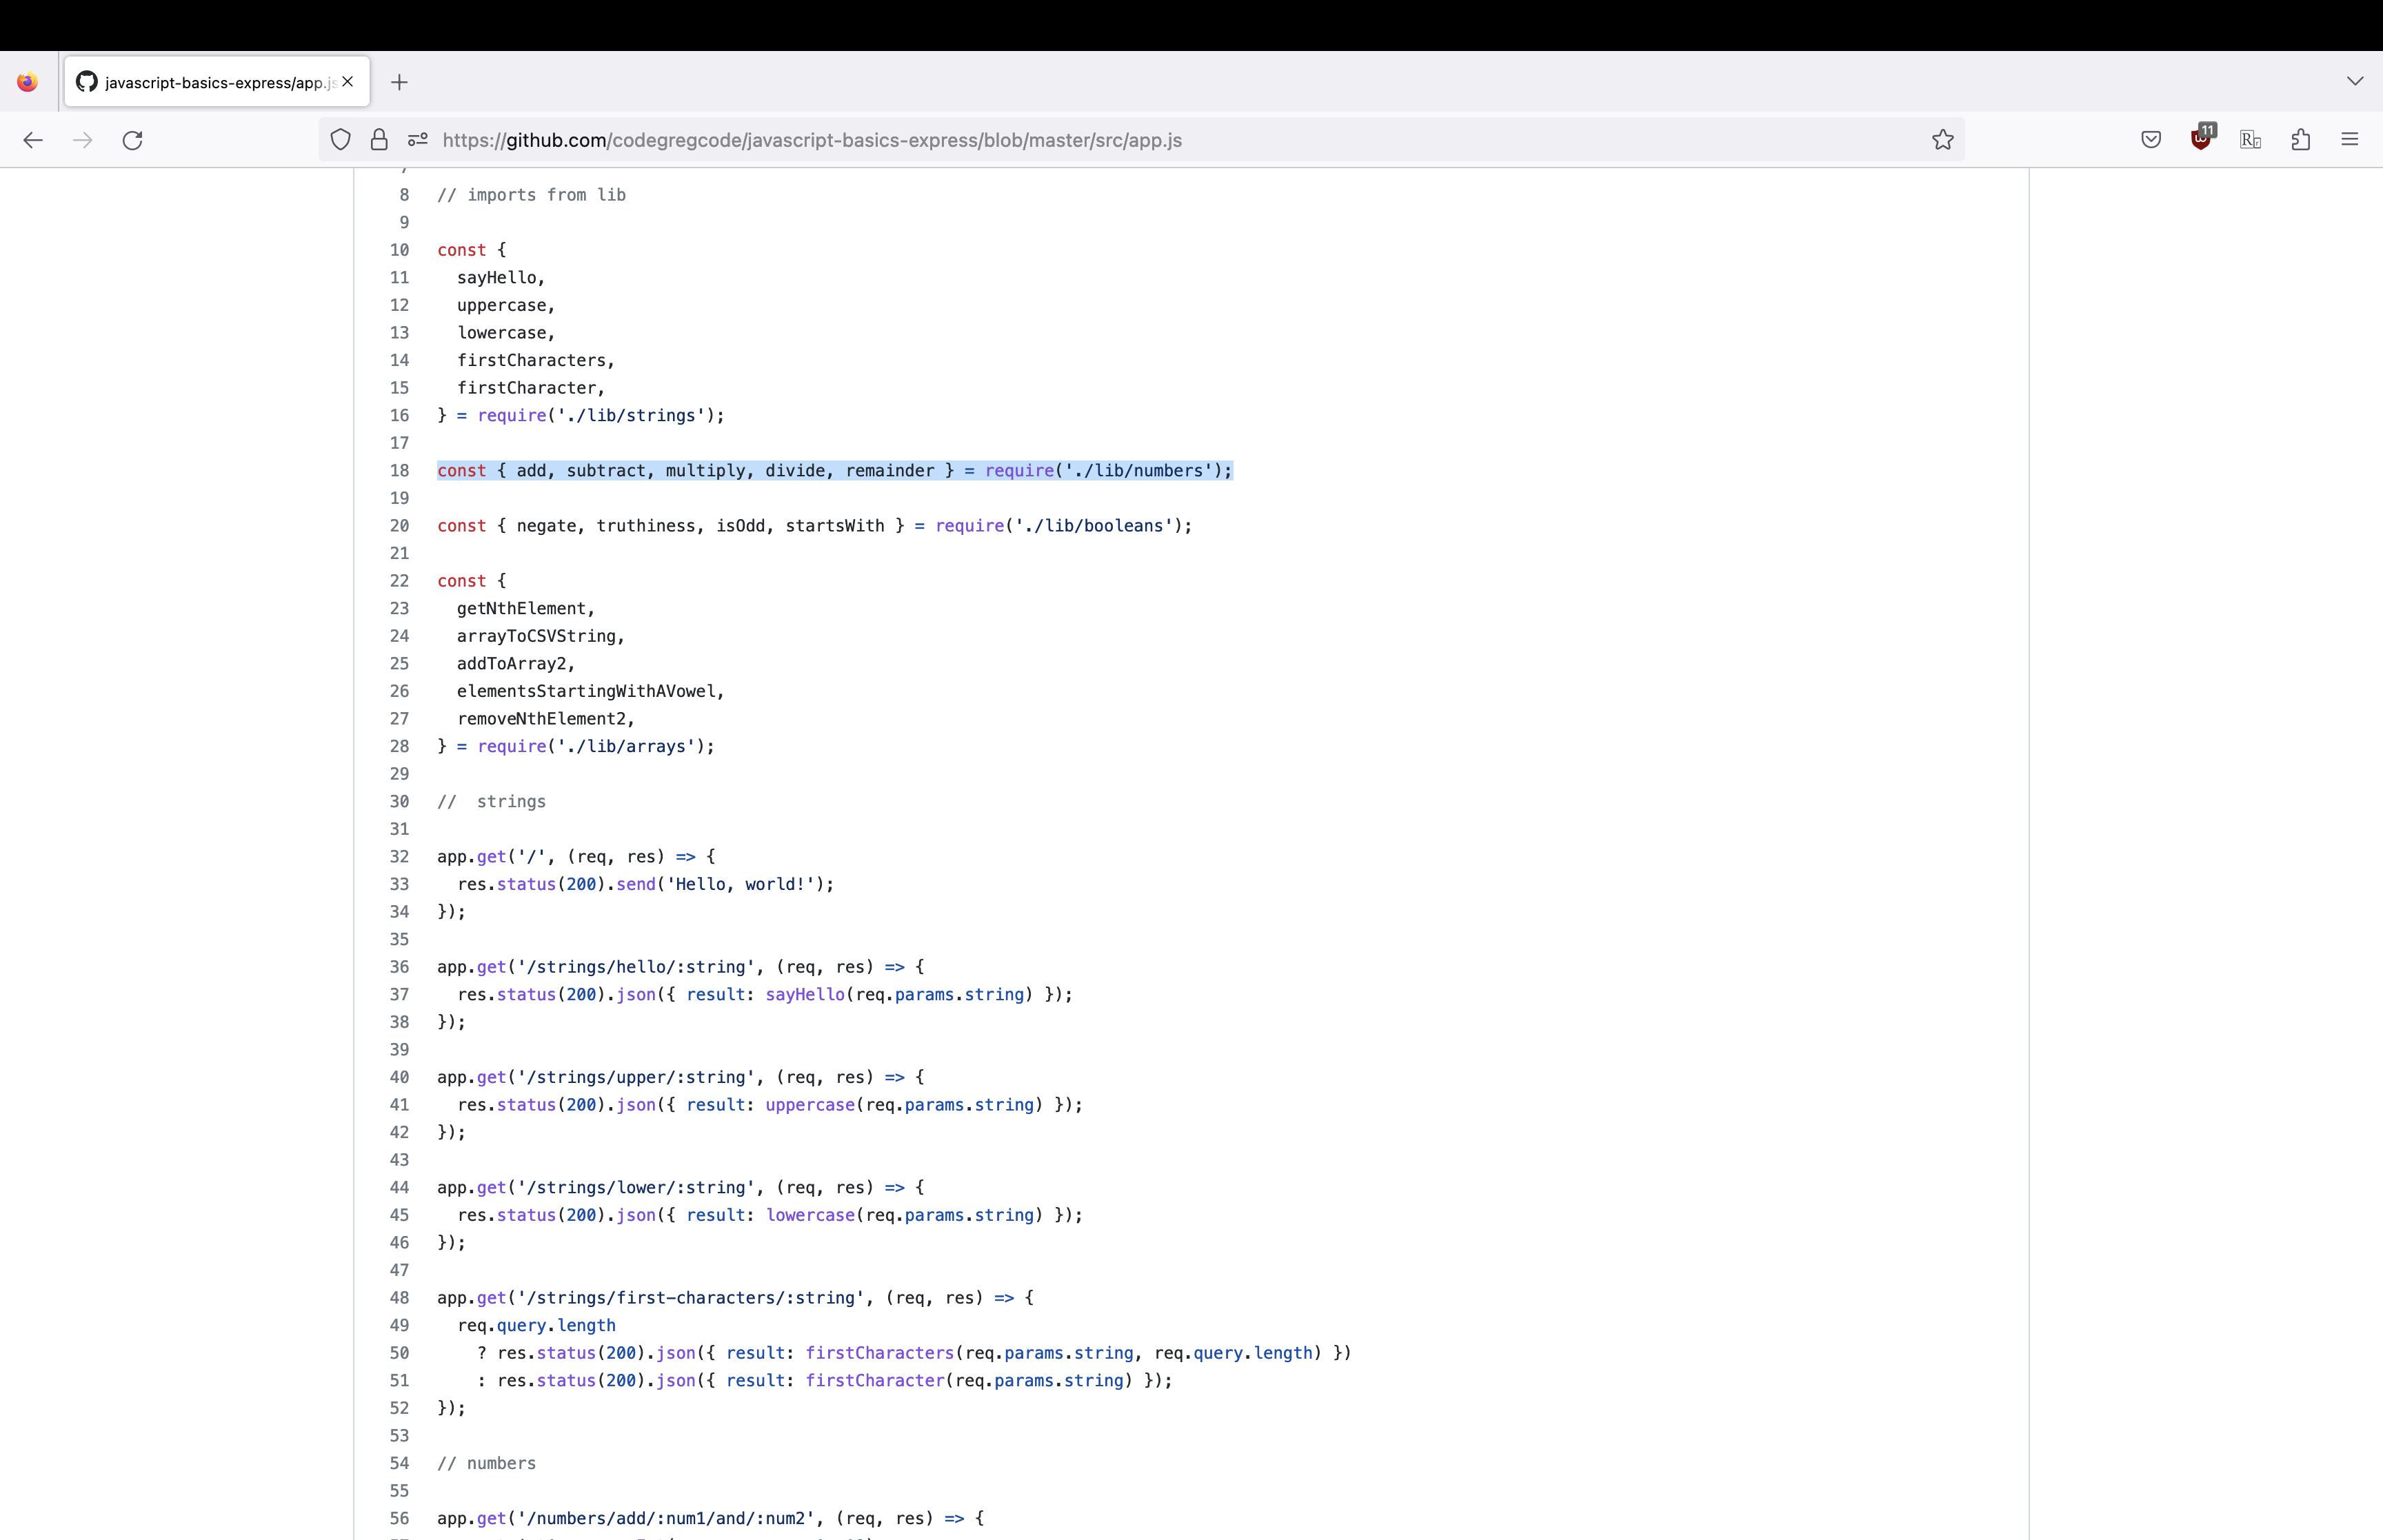 javascript-basics-express/app.js
https://github.com/codegregcode/javascript-basics-express/blob/master/src/app.js
11
8 // imports from lib
9
10 const {
11 sayHello,
12 uppercase,
13 lowercase,
14 firstCharacters,
15 firstCharacter,
16 } = require('./lib/strings');
17
18 const { add, subtract, multiply, divide, remainder } = require('./lib/numbers');
19
20 const { negate, truthiness, isOdd, startsWith } = require('./lib/booleans');
21
22 const {
23 getNthElement,
24 arrayToCSVString,
25 addToArray2,
26 elementsStartingWithAVowel,
27 removeNthElement2,
28 } = require('./lib/arrays');
29
30 //  strings
31
32 app.get('/', (req, res) => {
33 res.status(200).send('Hello, world!');
34 });
35
36 app.get('/strings/hello/:string', (req, res) => {
37 res.status(200).json({ result: sayHello(req.params.string) });
38 });
39
40 app.get('/strings/upper/:string', (req, res) => {
41 res.status(200).json({ result: uppercase(req.params.string) });
42 });
43
44 app.get('/strings/lower/:string', (req, res) => {
45 res.status(200).json({ result: lowercase(req.params.string) });
46 });
47
48 app.get('/strings/first-characters/:string', (req, res) => {
49 req.query.length
50 ? res.status(200).json({ result: firstCharacters(req.params.string, req.query.length) })
51 : res.status(200).json({ result: firstCharacter(req.params.string) });
52 });
53
54 // numbers
55
56 app.get('/numbers/add/:num1/and/:num2', (req, res) => {